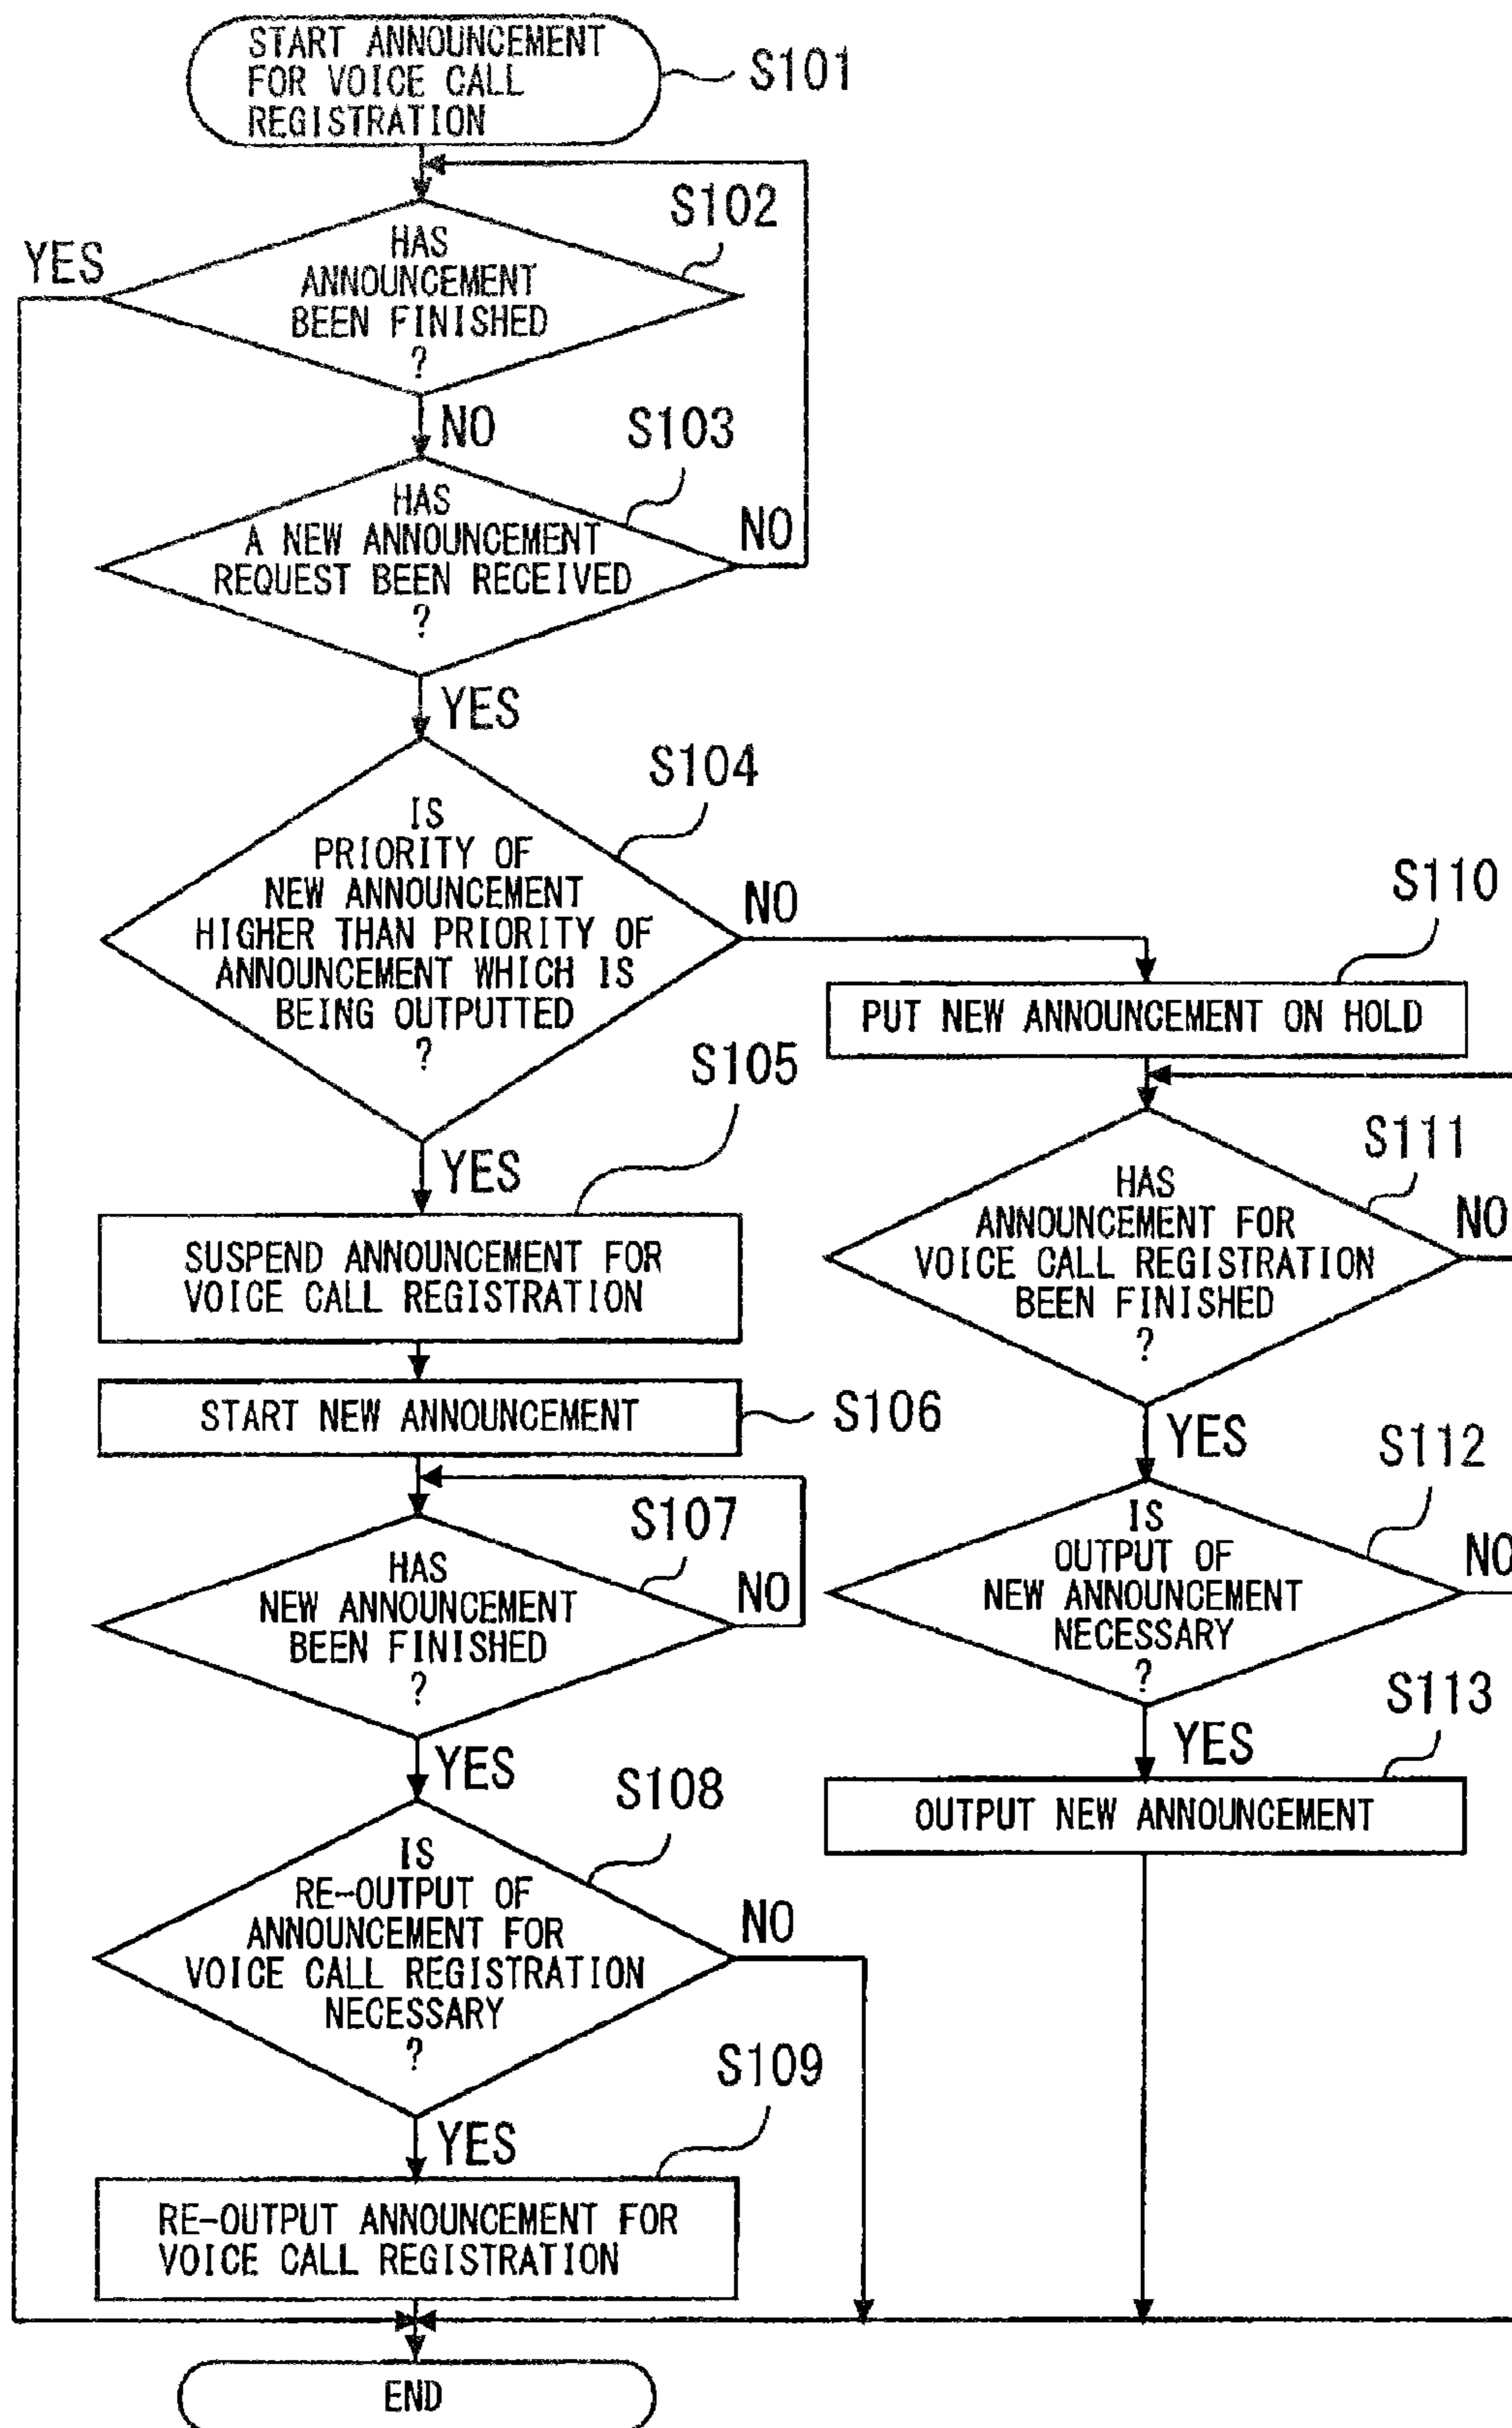 START ANNOUNCEMENT
FOR VOICE CALL
REGISTRATION
S101
S102
YES
HAS
ANNOUNCEMENT
BEEN FINISHED
?
NO
S103
HAS
A NEW ANNOUNCEMENT
REQUEST BEEN RECEIVED
?
NO
YES
S104
IS
PRIORITY OF
NEW ANNOUNCEMENT
HIGHER THAN PRIORITY OF
ANNOUNCEMENT WHICH IS
BEING OUTPUTTED
?
NO
YES
S105
SUSPEND ANNOUNCEMENT FOR
VOICE CALL REGISTRATION
START NEW ANNOUNCEMENT
S106
S107
HAS
NEW ANNOUNCEMENT
BEEN FINISHED
?
NO
YES
S108
IS
RE-OUTPUT OF
ANNOUNCEMENT FOR
VOICE CALL REGISTRATION
NECESSARY
?
NO
YES
S109
RE-OUTPUT ANNOUNCEMENT FOR
VOICE CALL REGISTRATION
END
S110
PUT NEW ANNOUNCEMENT ON HOLD
S111
HAS
ANNOUNCEMENT FOR
VOICE CALL REGISTRATION
BEEN FINISHED
?
NO
YES
S112
IS
OUTPUT OF
NEW ANNOUNCEMENT
NECESSARY
?
NO
YES
S113
OUTPUT NEW ANNOUNCEMENT